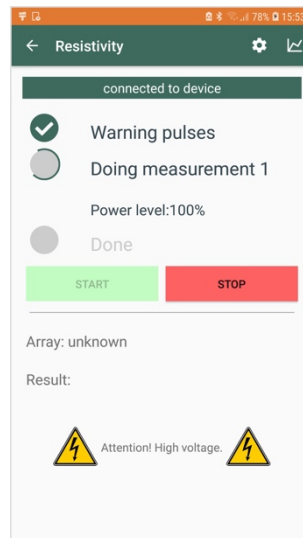 78% 15:53
Resistivity
connected to device
Warning pulses
Doing measurement 1
Power level:100%
Done
START STOP
Array: unknown
Result:
Attention! High voltage.